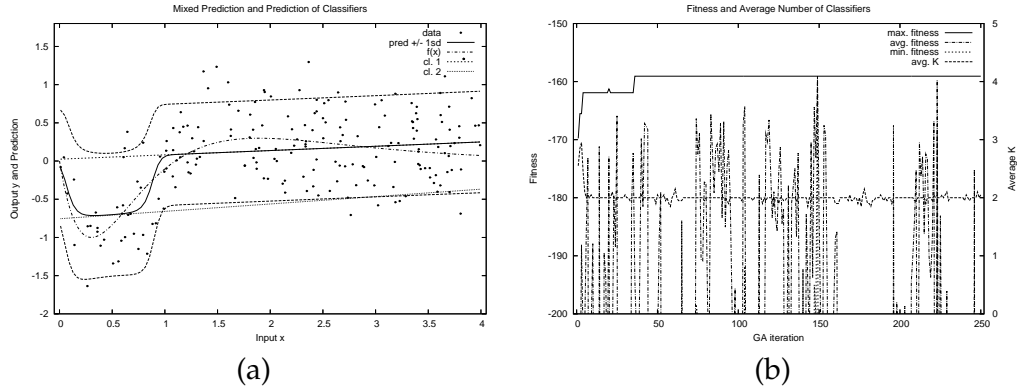 Mixed Prediction and Prediction of Classifiers
data
pred +/- 1sd
f(x)
cl. 1
cl. 2
Output y and Prediction
1.5
1
0.5
0
-0.5
-1
-1.5
-2
0 0.5 1 1.5 2 2.5 3 3.5 4
Input x
(a)
Fitness and Average Number of Classifiers
max. fitness
avg. fitness
min. fitness
avg. K
Fitness
-150
-160
-170
-180
-190
-200
0 50 100 150 200 250
GA iteration
5
4
3
2
1
0
Average K
(b)